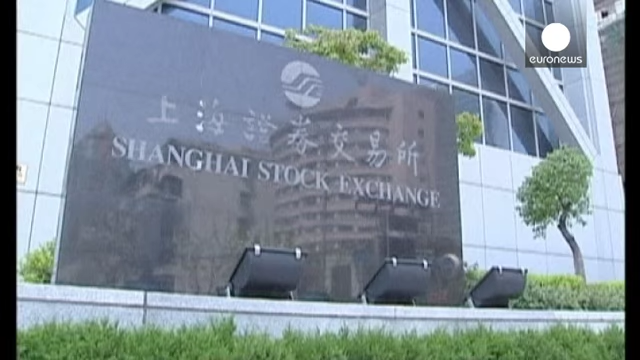 euronews
上海證券交易所
SHANGHAI STOCK EXCHANGE